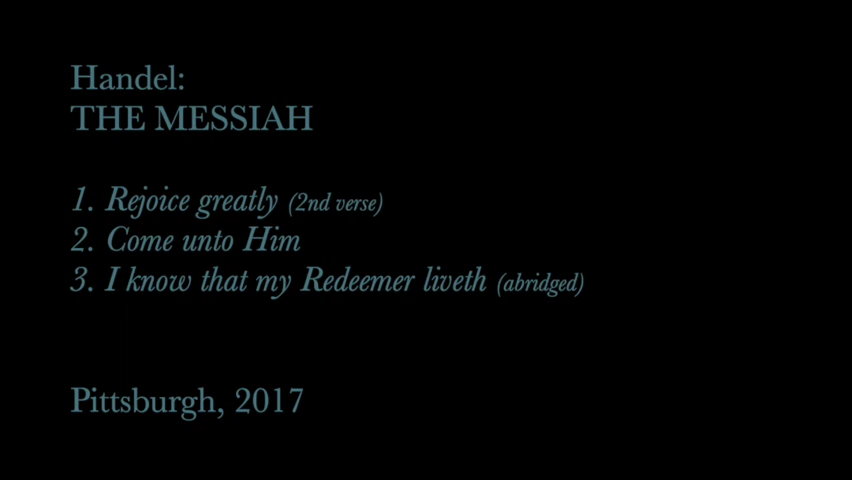 Handel:
THE MESSIAH
1. Rejoice greatly (2nd verse)
2. Come unto Him
3. I know that my Redeemer liveth (abridged)
Pittsburgh, 2017